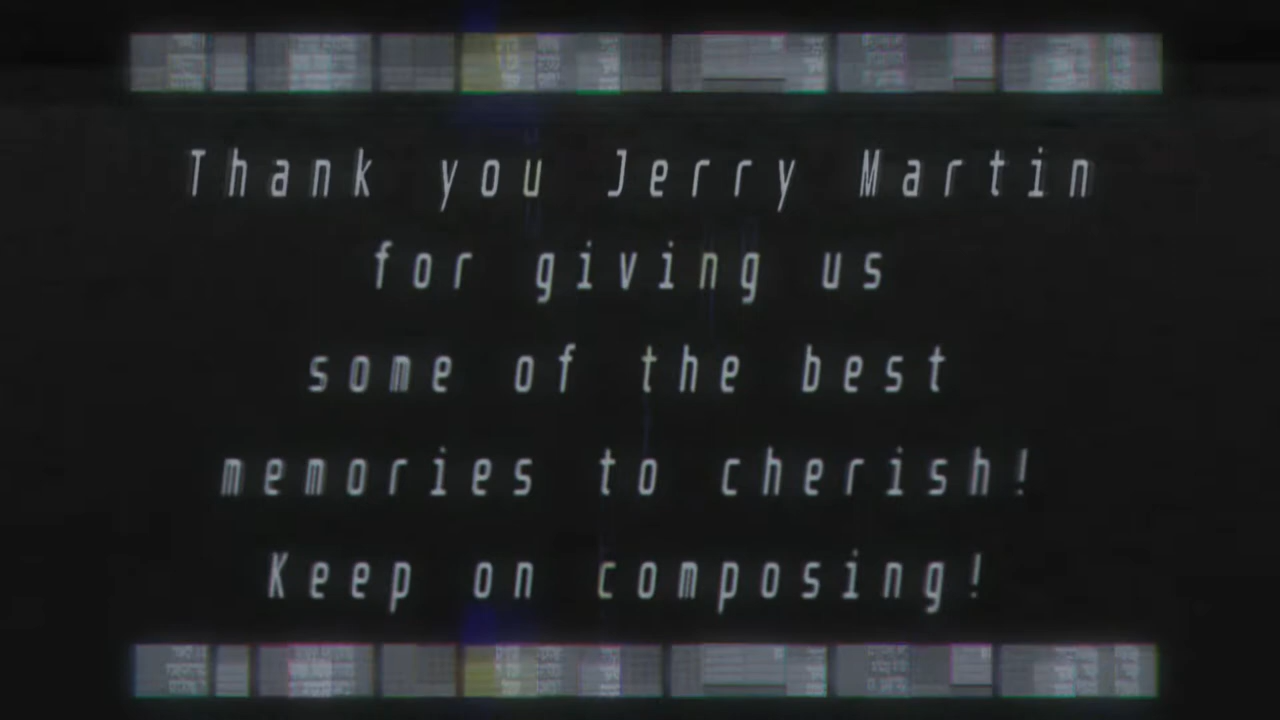 Thank you Jerry Martin
for giving us
some of the best
memories to cherish!
Keep on composing!